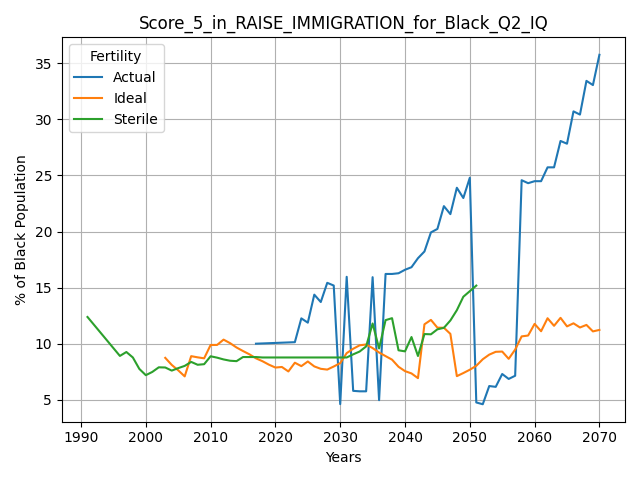 Score_5_in_RAISE_IMMIGRATION_for_Black_Q2_IQ
Fertility
Actual
Ideal
Sterile
% of Black Population
35
30
25
20
15
10
5
1990 2000 2010 2020 2030 2040 2050 2060 2070
Years